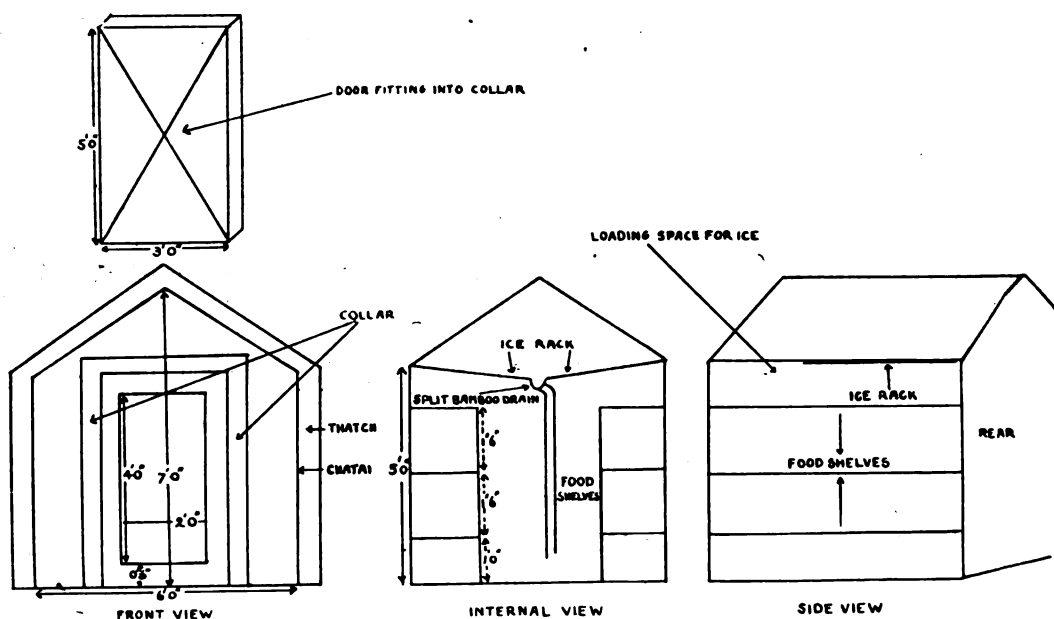 DOOR FITTING INTO COLLAR
5'0"
3'0"
LOADING SPACE FOR ICE
COLLAR
ICE RACK
SPLIT BAMBOO DRAIN
ICE RACK
THATCH
CHATAI
REAR
4'0"
7'0"
5'0"
FOOD
SHELVES
FOOD SHELVES
2'0"
6'0"
FRONT VIEW
INTERNAL VIEW
SIDE VIEW